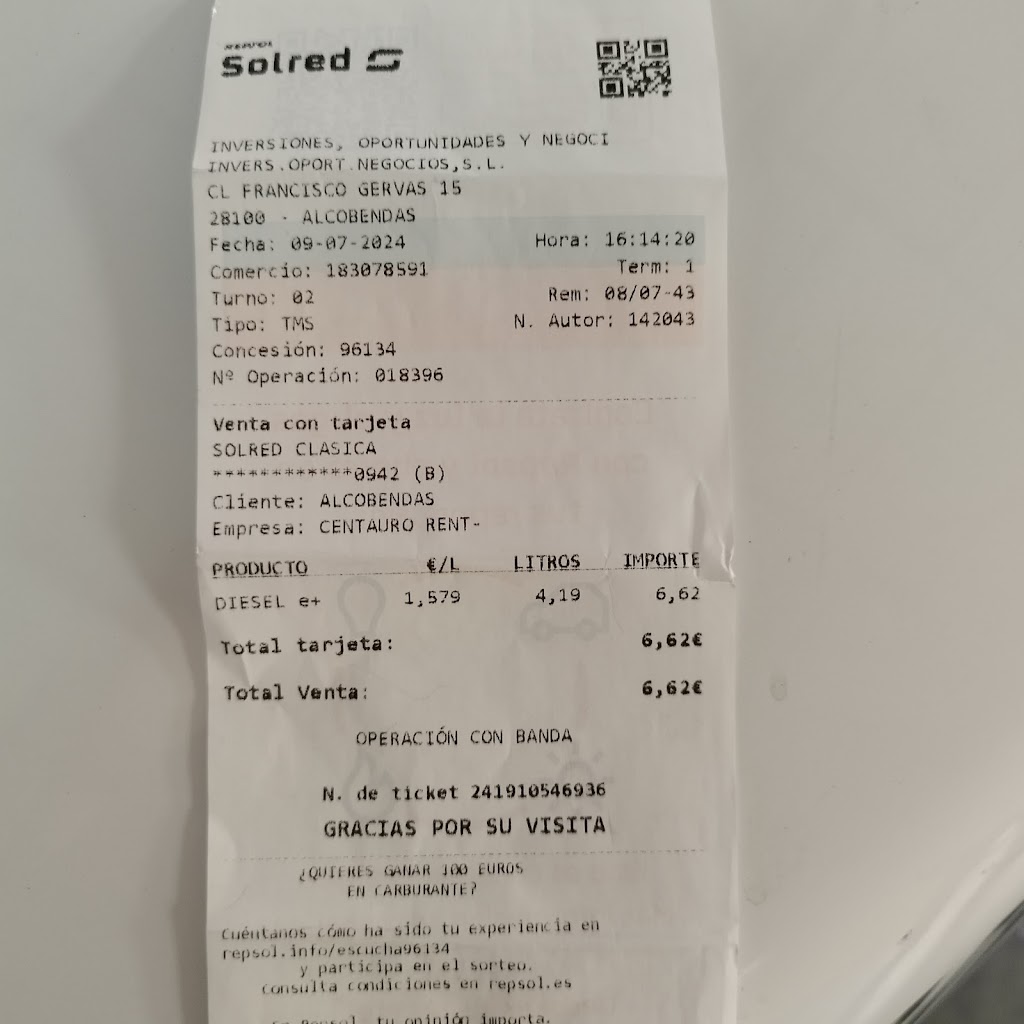 REPSOL
Solred
INVERSIONES, OPORTUNIDADES Y NEGOCI
INVERS.OPORT.NEGOCIOS,S.L.
CL FRANCISCO GERVAS 15
28100 - ALCOBENDAS
Fecha: 09-07-2024 Hora: 16:14:20
Comercio: 183078591 Term: 1
Turno: 02 Rem: 08/07-43
Tipo: TMS N. Autor: 142043
Concesión: 96134
Nº Operación: 018396
Venta con tarjeta
SOLRED CLASICA
************0942 (B)
Cliente: ALCOBENDAS
Empresa: CENTAURO RENT-
PRODUCTO €/L LITROS IMPORTE
DIESEL e+ 1,579 4,19 6,62
Total tarjeta: 6,62€
Total Venta: 6,62€
OPERACIÓN CON BANDA
N. de ticket 241910546936
GRACIAS POR SU VISITA
¿QUIERES GANAR 100 EUROS
EN CARBURANTE?
Cuéntanos cómo ha sido tu experiencia en
repsol.info/escucha96134
y participa en el sorteo.
Consulta condiciones en repsol.es
En Repsol, tu opinión importa.